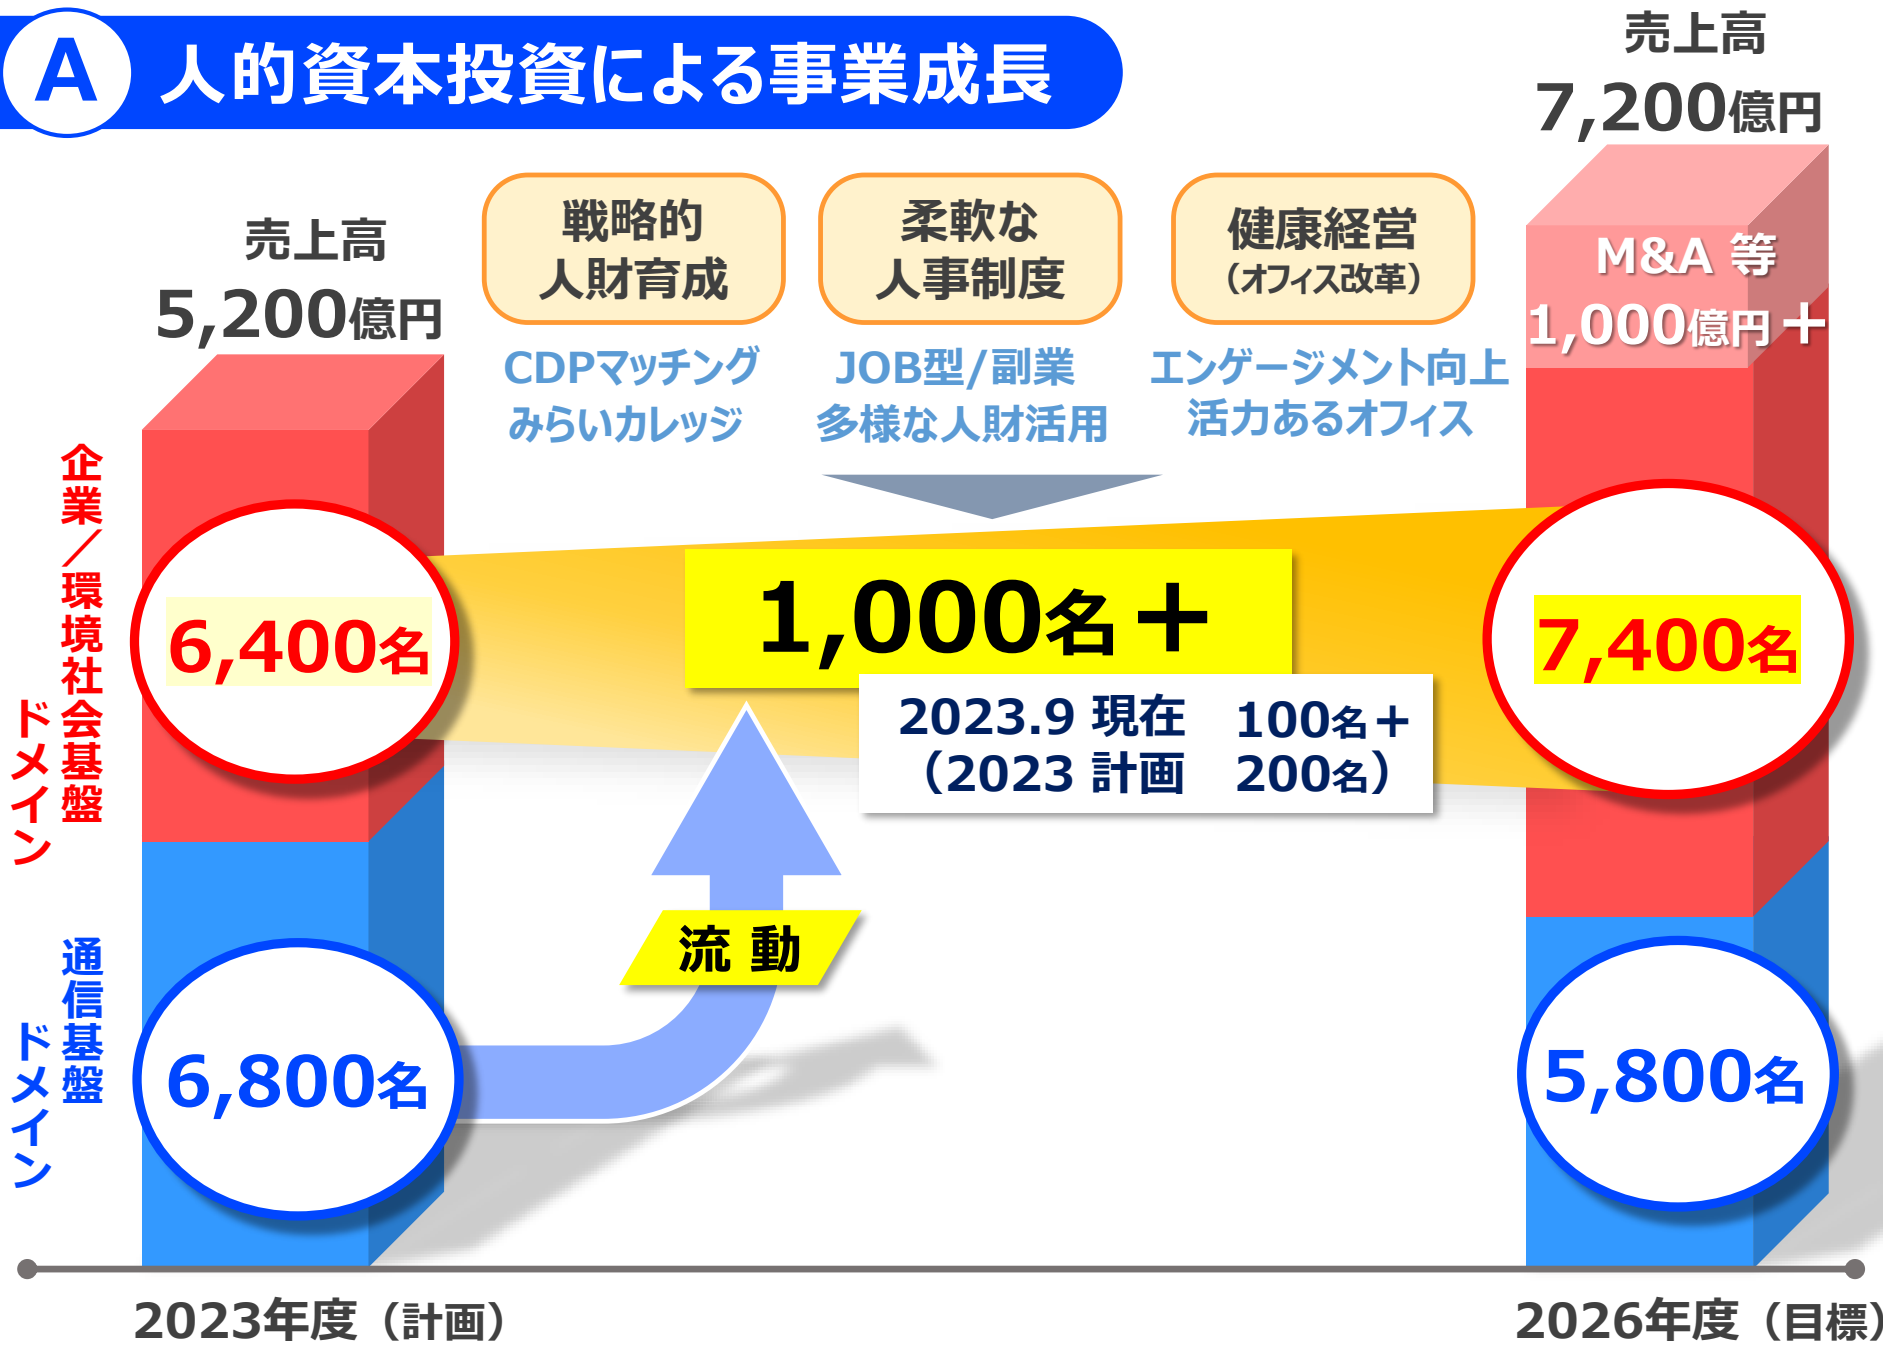 A 人的資本投資による事業成長
売上高
7,200億円
売上高
5,200億円
戦略的
人財育成
柔軟な
人事制度
健康経営
（オフィス改革）
CDPマッチング
みらいカレッジ
JOB型/副業
多様な人財活用
エンゲージメント向上
活力あるオフィス
M&A 等
1,000億円＋
企業／環境社会基盤
ドメイン
6,400名
1,000名＋
2023.9 現在 100名＋
（2023 計画 200名）
7,400名
流動
通信基盤
ドメイン
6,800名
5,800名
2023年度（計画）
2026年度（目標）